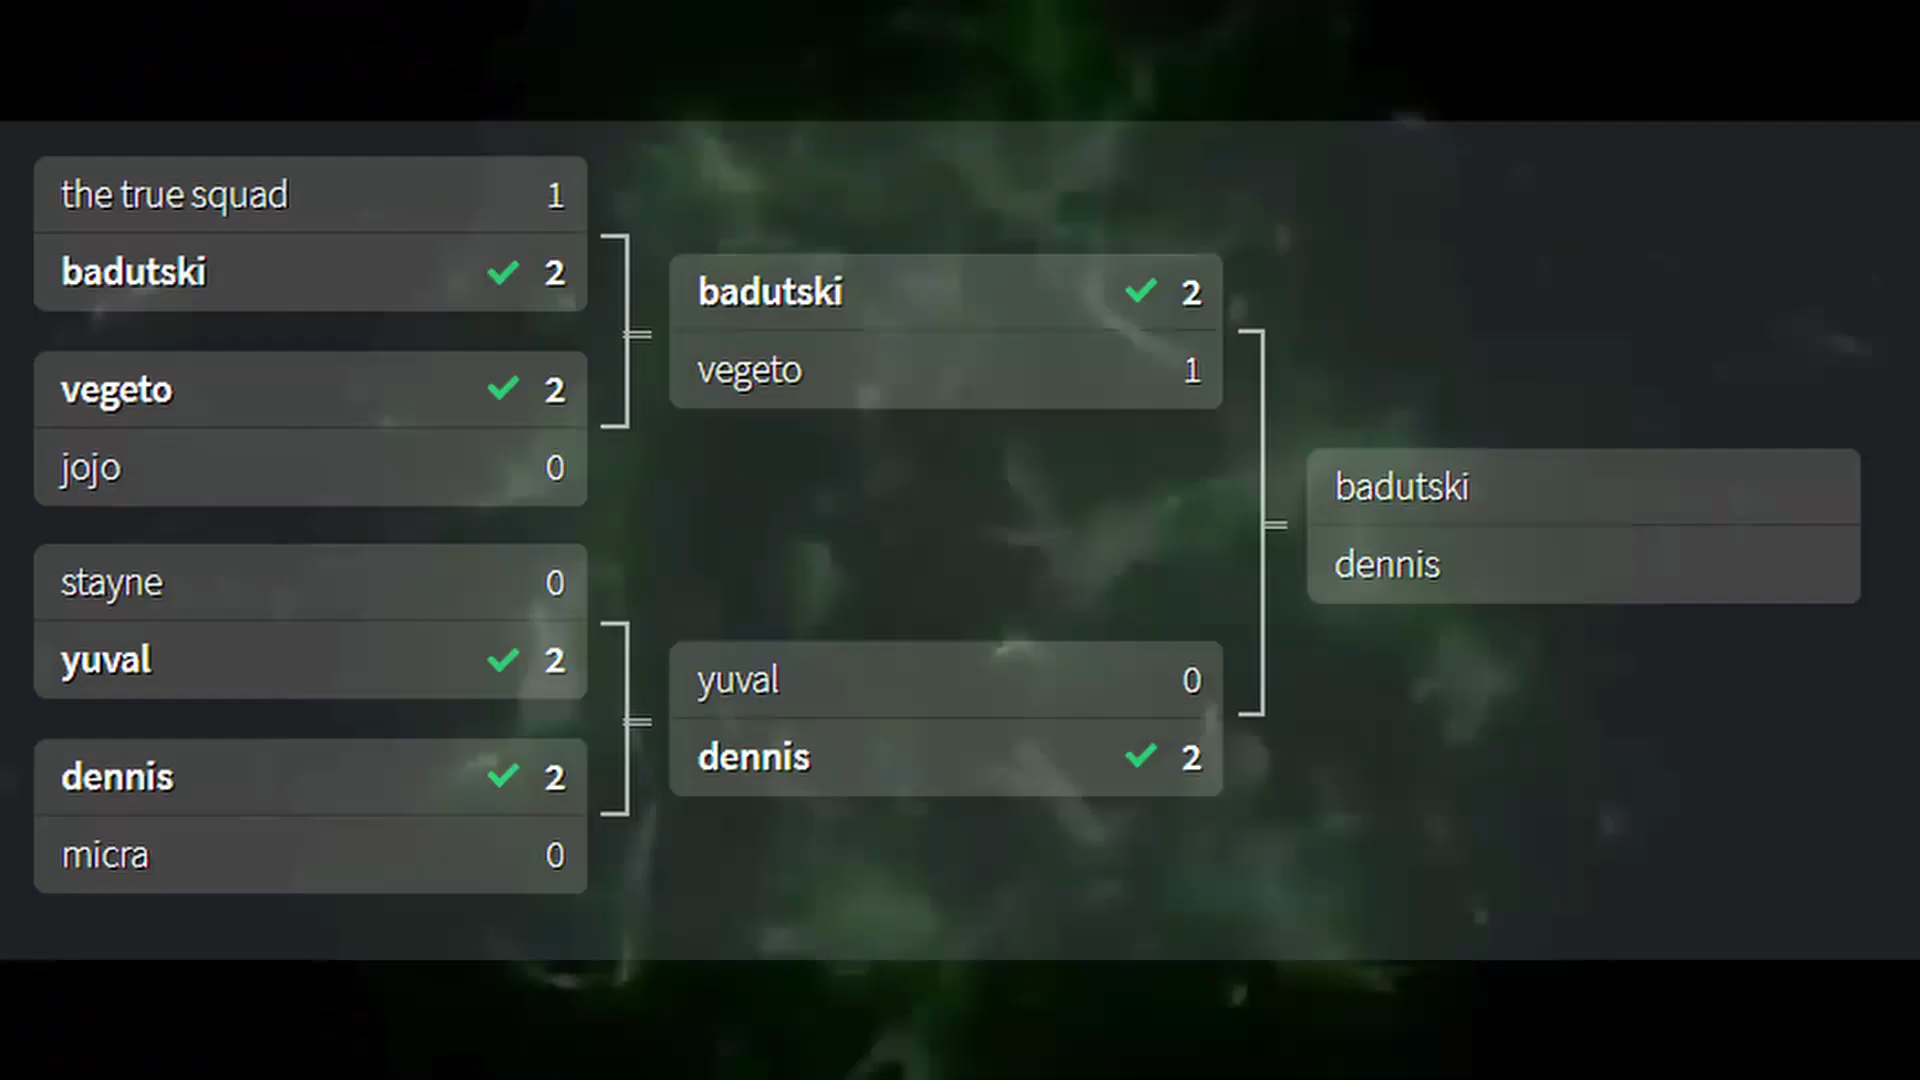 the true squad 1
badutski 2
vegeto 2
jojo 0
stayne 0
yuval 2
dennis 2
micra 0
badutski 2
vegeto 1
yuval 0
dennis 2
badutski
dennis